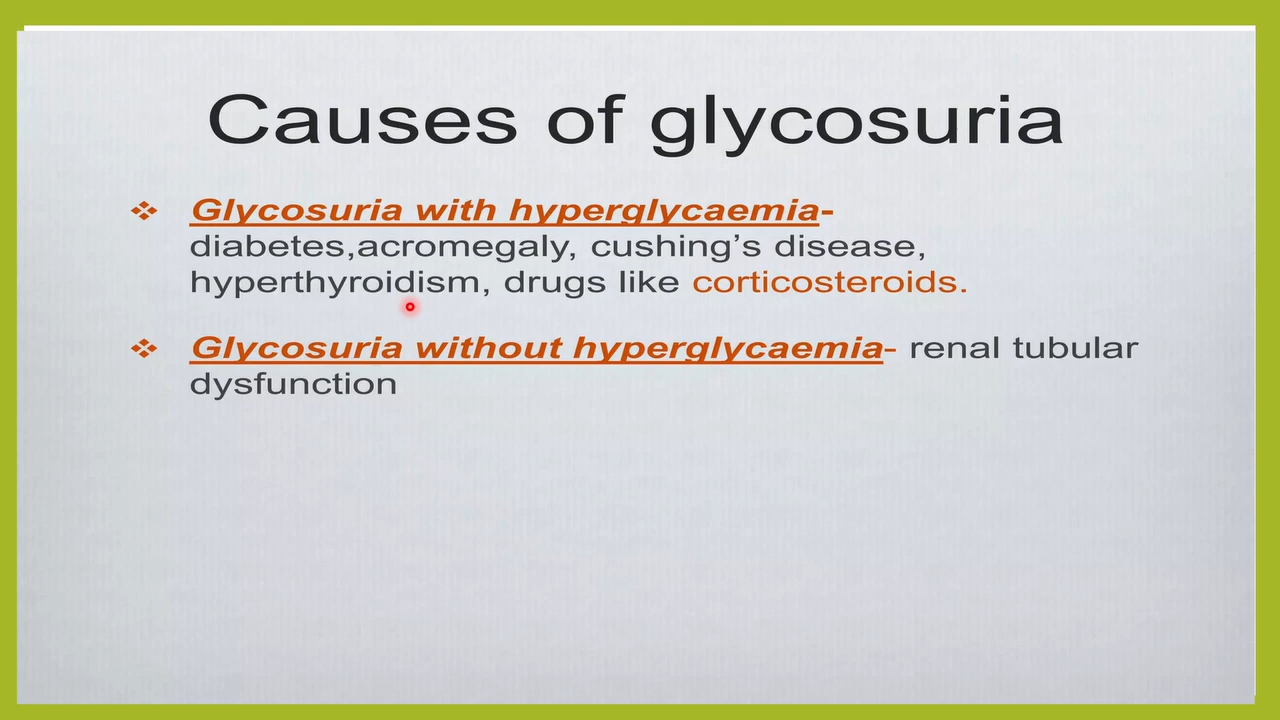 Causes of glycosuria
❖ Glycosuria with hyperglycaemia-
diabetes,acromegaly, cushing’s disease,
hyperthyroidism, drugs like corticosteroids.
❖ Glycosuria without hyperglycaemia- renal tubular
dysfunction